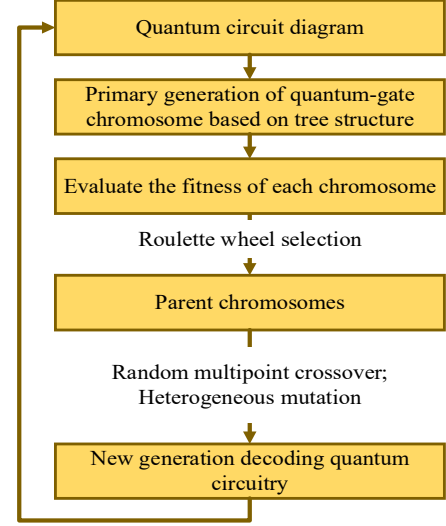 Quantum circuit diagram
Primary generation of quantum-gate
chromosome based on tree structure
Evaluate the fitness of each chromosome
Roulette wheel selection
Parent chromosomes
Random multipoint crossover;
Heterogeneous mutation
New generation decoding quantum
circuitry